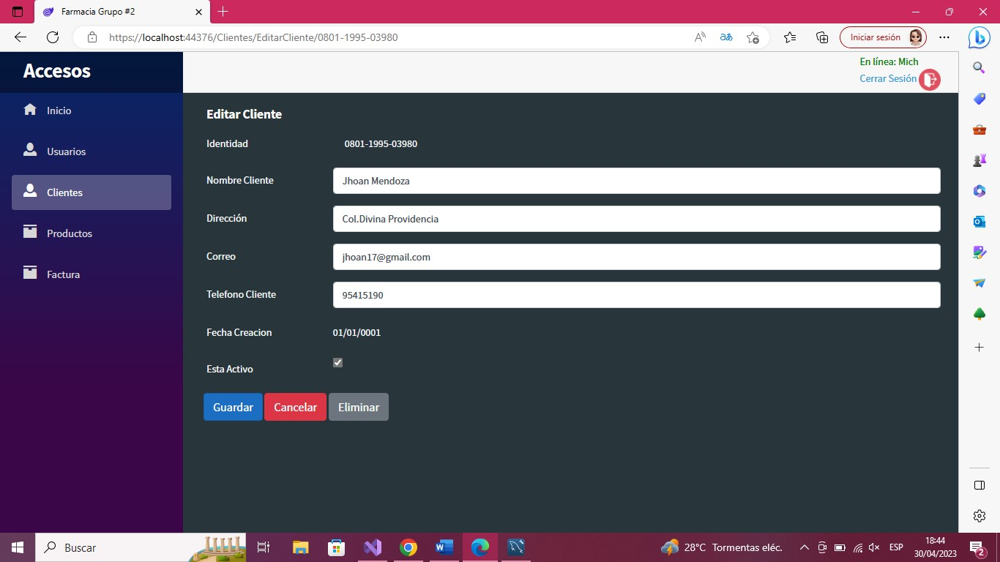 Farmacia Grupo #2
https://localhost:44376/Clientes/EditarCliente/0801-1995-03980
Iniciar sesión
Accesos
En línea: Mich
Cerrar Sesión
Inicio
Usuarios
Clientes
Productos
Factura
Editar Cliente
Identidad 0801-1995-03980
Nombre Cliente Jhoan Mendoza
Dirección Col.Divina Providencia
Correo jhoan17@gmail.com
Telefono Cliente 95415190
Fecha Creacion 01/01/0001
Esta Activo
Guardar Cancelar Eliminar
Buscar
28°C Tormentas eléc.
ESP
18:44
30/04/2023
2